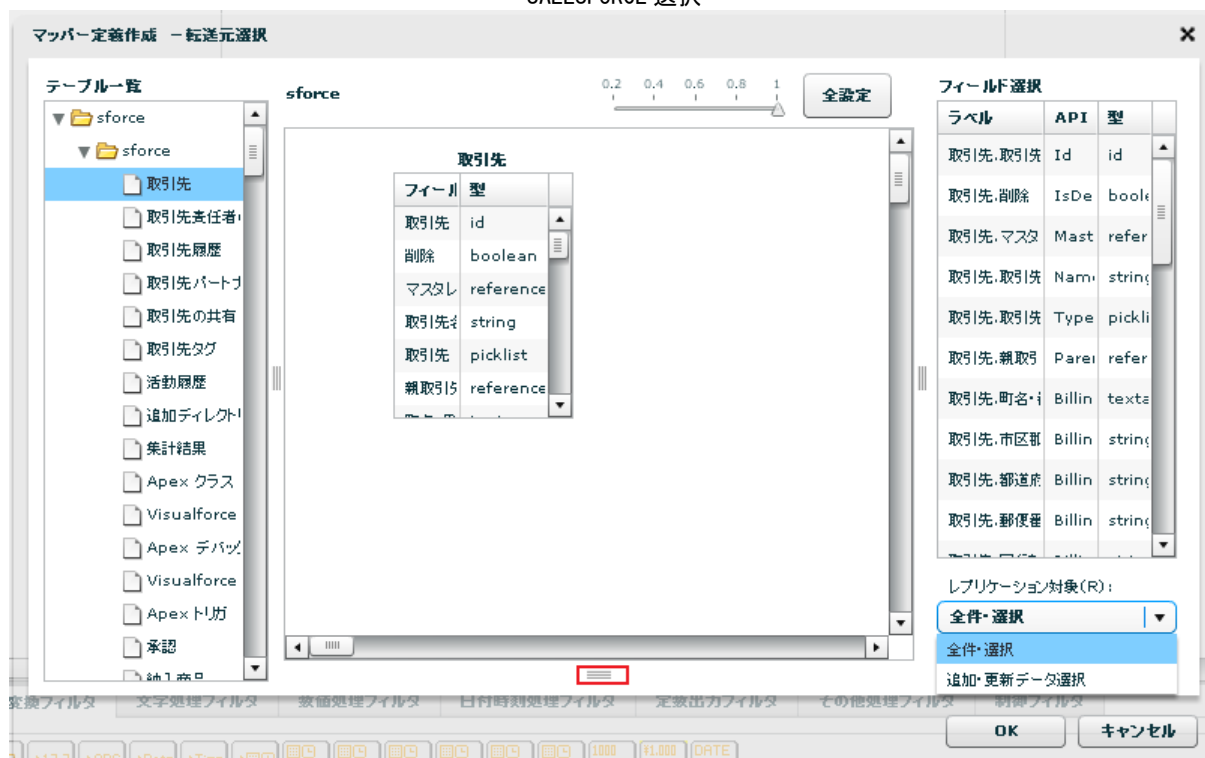 マッパー定義作成 －転送元選択
テーブル一覧
sforce
sforce
取引先
取引先責任者
取引先履歴
取引先パートナ
取引先の共有
取引先タグ
活動履歴
追加ディレクトリ
集計結果
Apex クラス
Visualforce
Apex デバッ
Visualforce
Apex トリガ
承認
納入商品
sforce
0.2 0.4 0.6 0.8 1
全設定
取引先
フィール 型
取引先 id
削除 boolean
マスタレ reference
取引先名 string
取引先 picklist
親取引先 reference
フィールド選択
ラベル API 型
取引先.取引先 Id id
取引先.削除 IsDe boole
取引先.マスタ Mast refer
取引先.取引先 Nam string
取引先.取引先 Type pickli
取引先.親取引 Pare refer
取引先.町名・ Billin texta
取引先.市区郡 Billin string
取引先.都道府 Billin string
取引先.郵便番 Billin string
レプリケーション対象(R):
全件・選択
全件・選択
追加・更新データ選択
変換フィルタ 文字処理フィルタ 数値処理フィルタ 日付時刻処理フィルタ 定数出力フィルタ その他処理フィルタ 制御フィルタ
OK キャンセル
1000 ¥1,000 DATE